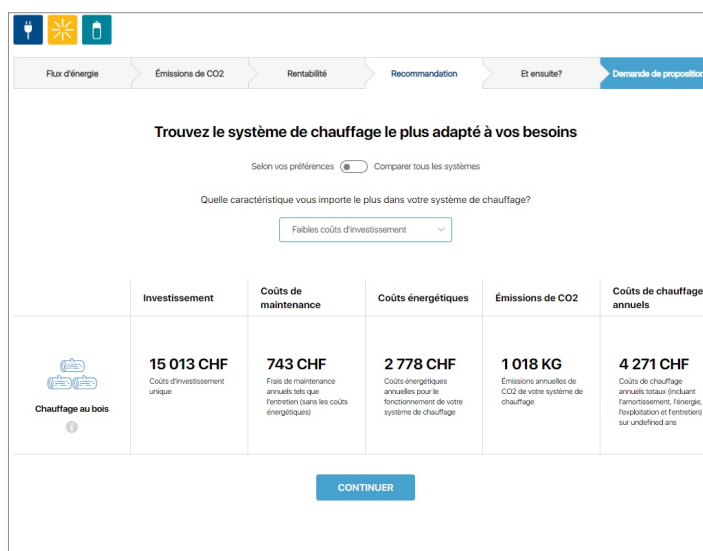 Flux d'énergie
Émissions de CO2
Rentabilité
Recommandation
Et ensuite?
Demande de proposition
Trouvez le système de chauffage le plus adapté à vos besoins
Selon vos préférences
Comparer tous les systèmes
Quelle caractéristique vous importe le plus dans votre système de chauffage?
Faibles coûts d'investissement
Investissement
Coûts de
maintenance
Coûts énergétiques
Émissions de CO2
Coûts de chauffage
annuels
Chauffage au bois
i
15 013 CHF
Coûts d'investissement
unique
743 CHF
Frais de maintenance
annuels tels que
l'entretien (sans les coûts
énergétiques)
2 778 CHF
Coûts énergétiques
annuelles pour le
fonctionnement de votre
système de chauffage
1 018 KG
Émissions annuelles de
CO2 de votre système de
chauffage
4 271 CHF
Coûts de chauffage
annuels totaux (incluant
l'amortissement, l'énergie,
l'exploitation et l'entretien)
sur undefined ans
CONTINUER